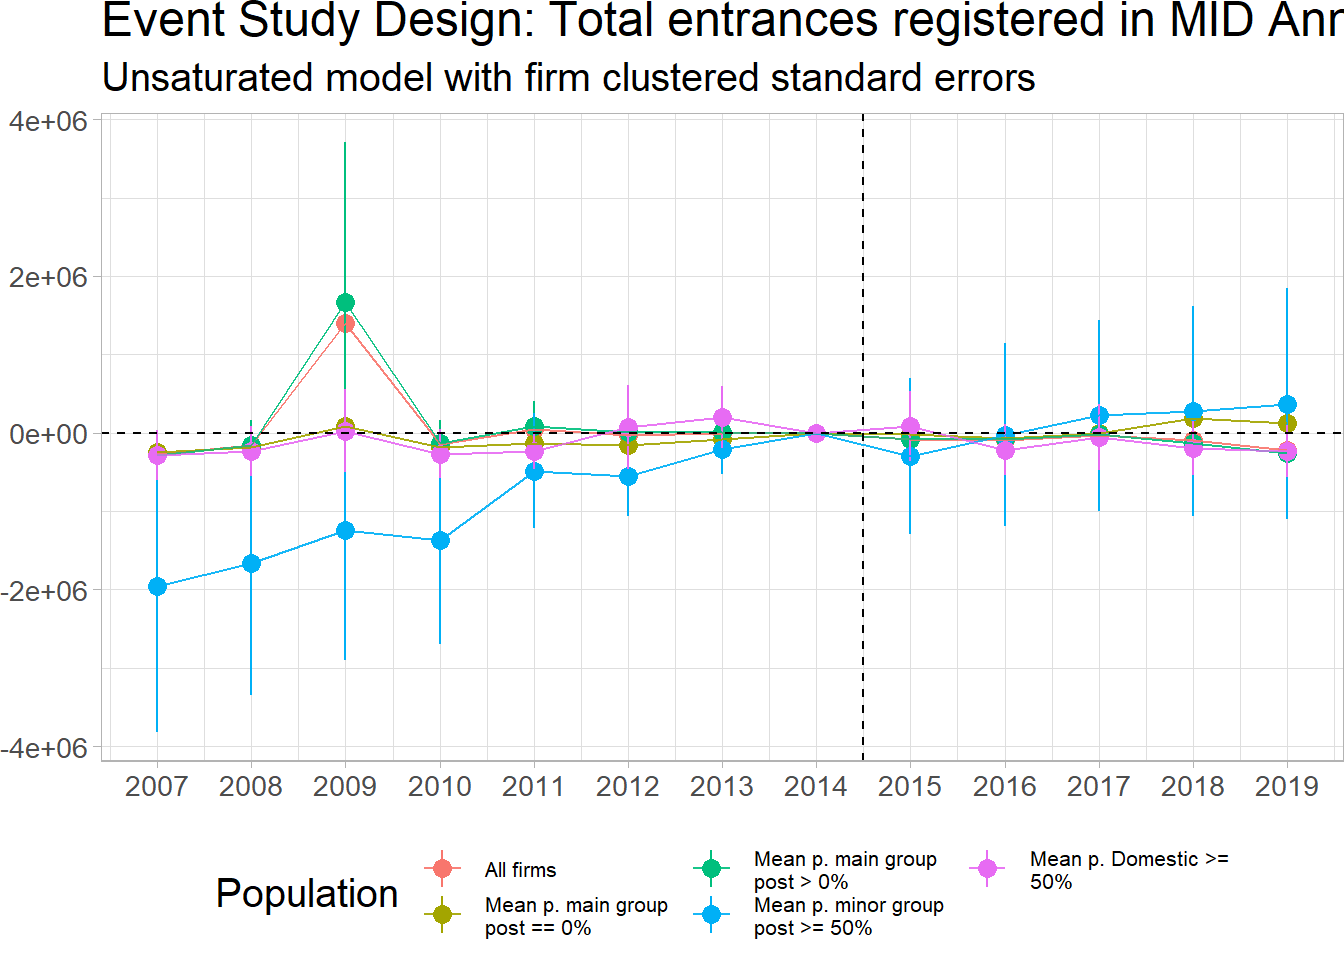 Event Study Design: Total entrances registered in MID Ann
Unsaturated model with firm clustered standard errors
4e+06
2e+06
0e+00
-2e+06
-4e+06
2007 2008 2009 2010 2011 2012 2013 2014 2015 2016 2017 2018 2019
Population
All firms
Mean p. main group
post == 0%
Mean p. main group
post > 0%
Mean p. minor group
post >= 50%
Mean p. Domestic >=
50%